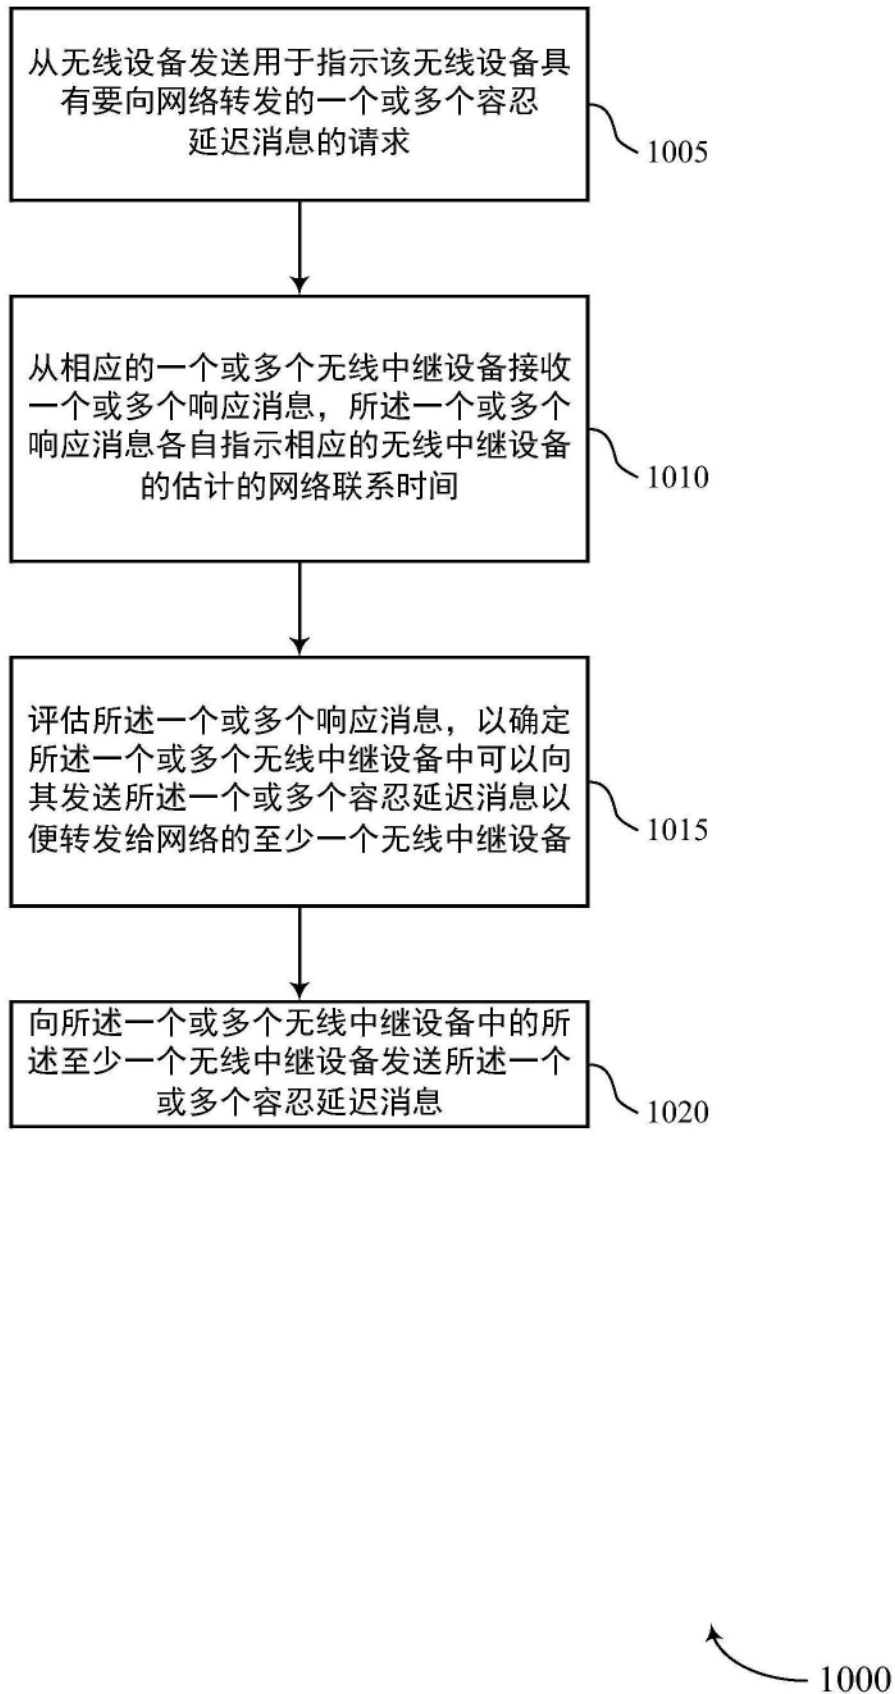 从无线设备发送用于指示该无线设备具
有要向网络转发的一个或多个容忍
延迟消息的请求
1005
从相应的一个或多个无线中继设备接收
一个或多个响应消息，所述一个或多个
响应消息各自指示相应的无线中继设备
的估计的网络联系时间
1010
评估所述一个或多个响应消息，以确定
所述一个或多个无线中继设备中可以向
其发送所述一个或多个容忍延迟消息以
便转发给网络的至少一个无线中继设备
1015
向所述一个或多个无线中继设备中的所
述至少一个无线中继设备发送所述一个
或多个容忍延迟消息
1020
1000